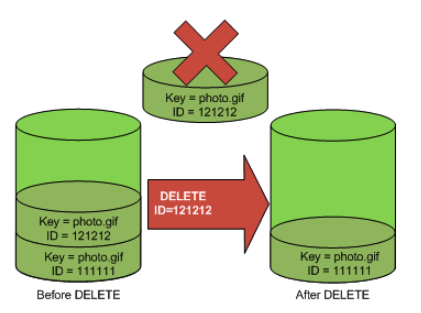 Key = photo.gif
ID = 121212
DELETE
ID=121212
Key = photo.gif
ID = 121212
Key = photo.gif
ID = 111111
Before DELETE
Key = photo.gif
ID = 111111
After DELETE